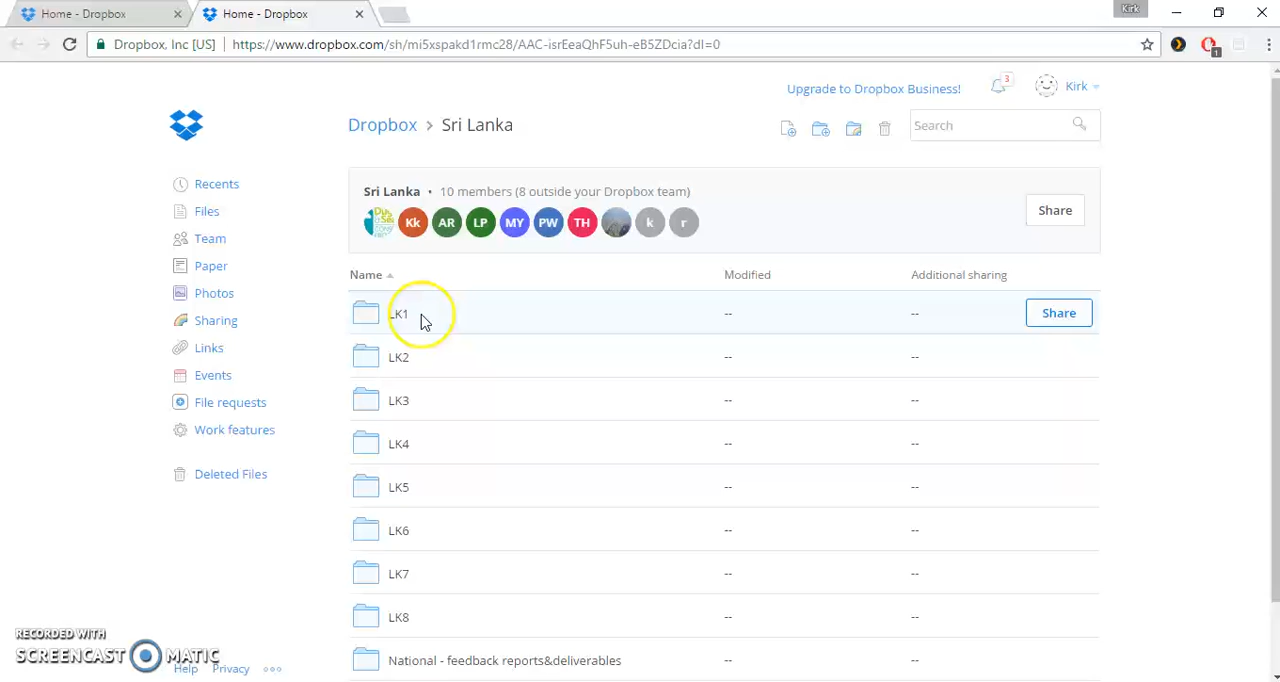 Home - Dropbox
Home - Dropbox
Kirk
Dropbox, Inc [US]
https://www.dropbox.com/sh/mi5xspakd1rmc28/AAC-isrEeaQhF5uh-eB5ZDcia?dl=0
1
Upgrade to Dropbox Business!
3
Kirk
Dropbox › Sri Lanka
Search
Recents
Files
Team
Paper
Photos
Sharing
Links
Events
File requests
Work features
Deleted Files
Sri Lanka • 10 members (8 outside your Dropbox team)
Kk AR LP MY PW TH k r
Share
Name Modified Additional sharing
LK1 -- -- Share
LK2 -- --
LK3 -- --
LK4 -- --
LK5 -- --
LK6 -- --
LK7 -- --
LK8 -- --
National - feedback reports&deliverables -- --
RECORDED WITH
SCREENCAST MATIC
Help Privacy